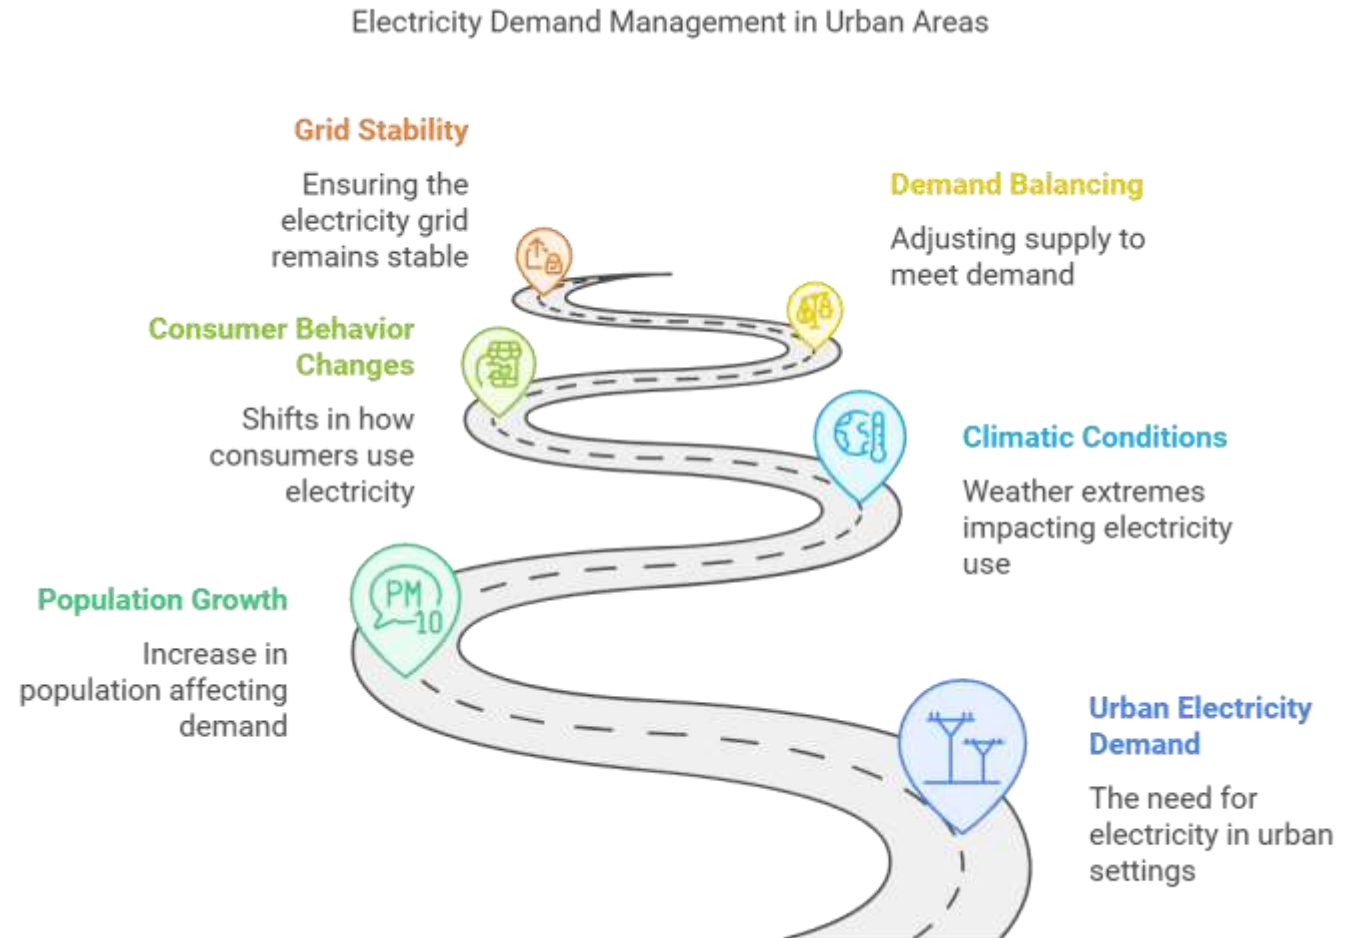 Electricity Demand Management in Urban Areas
Grid Stability
Ensuring the
electricity grid
remains stable
Demand Balancing
Adjusting supply to
meet demand
Consumer Behavior
Changes
Shifts in how
consumers use
electricity
Climatic Conditions
Weather extremes
impacting electricity
use
Population Growth
Increase in
population affecting
demand
PM
10
Urban Electricity
Demand
The need for
electricity in urban
settings